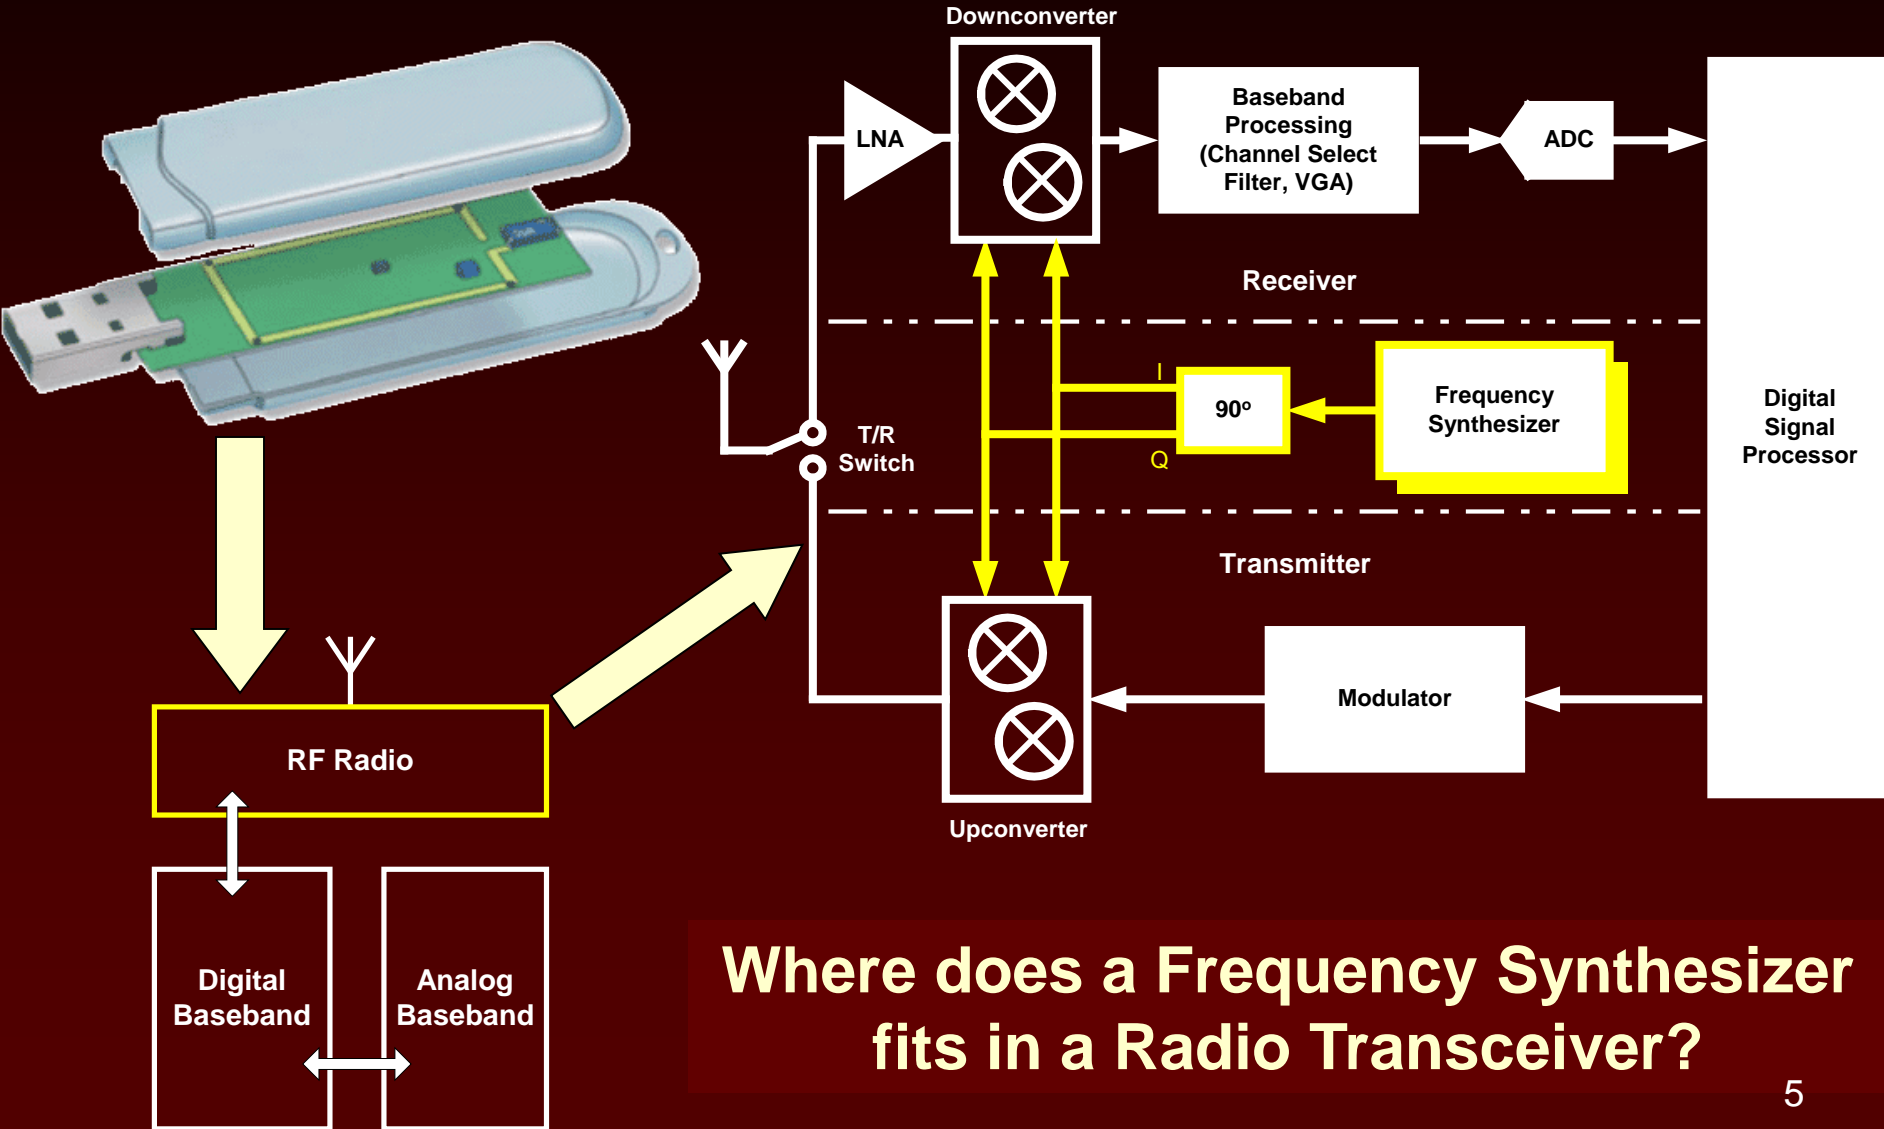 Downconverter
LNA
Baseband
Processing
(Channel Select
Filter, VGA)
ADC
Receiver
I
90º
Q
Frequency
Synthesizer
T/R
Switch
Digital
Signal
Processor
Transmitter
Modulator
Upconverter
RF Radio
Digital
Baseband
Analog
Baseband
Where does a Frequency Synthesizer
fits in a Radio Transceiver?
5